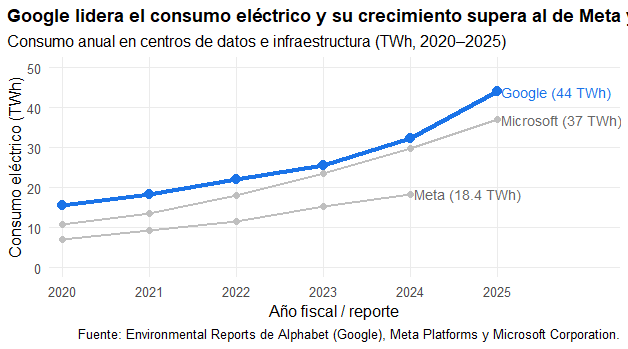 Google lidera el consumo eléctrico y su crecimiento supera al de Meta y
Consumo anual en centros de datos e infraestructura (TWh, 2020–2025)
Consumo eléctrico (TWh)
50
40
30
20
10
0
Google (44 TWh)
Microsoft (37 TWh)
Meta (18.4 TWh)
2020 2021 2022 2023 2024 2025
Año fiscal / reporte
Fuente: Environmental Reports de Alphabet (Google), Meta Platforms y Microsoft Corporation.